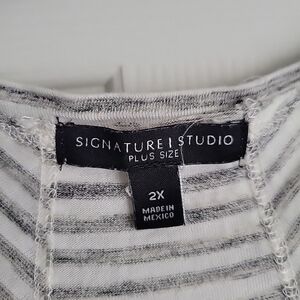 SIGNATURE | STUDIO
PLUS SIZE
2X
MADE IN
MEXICO